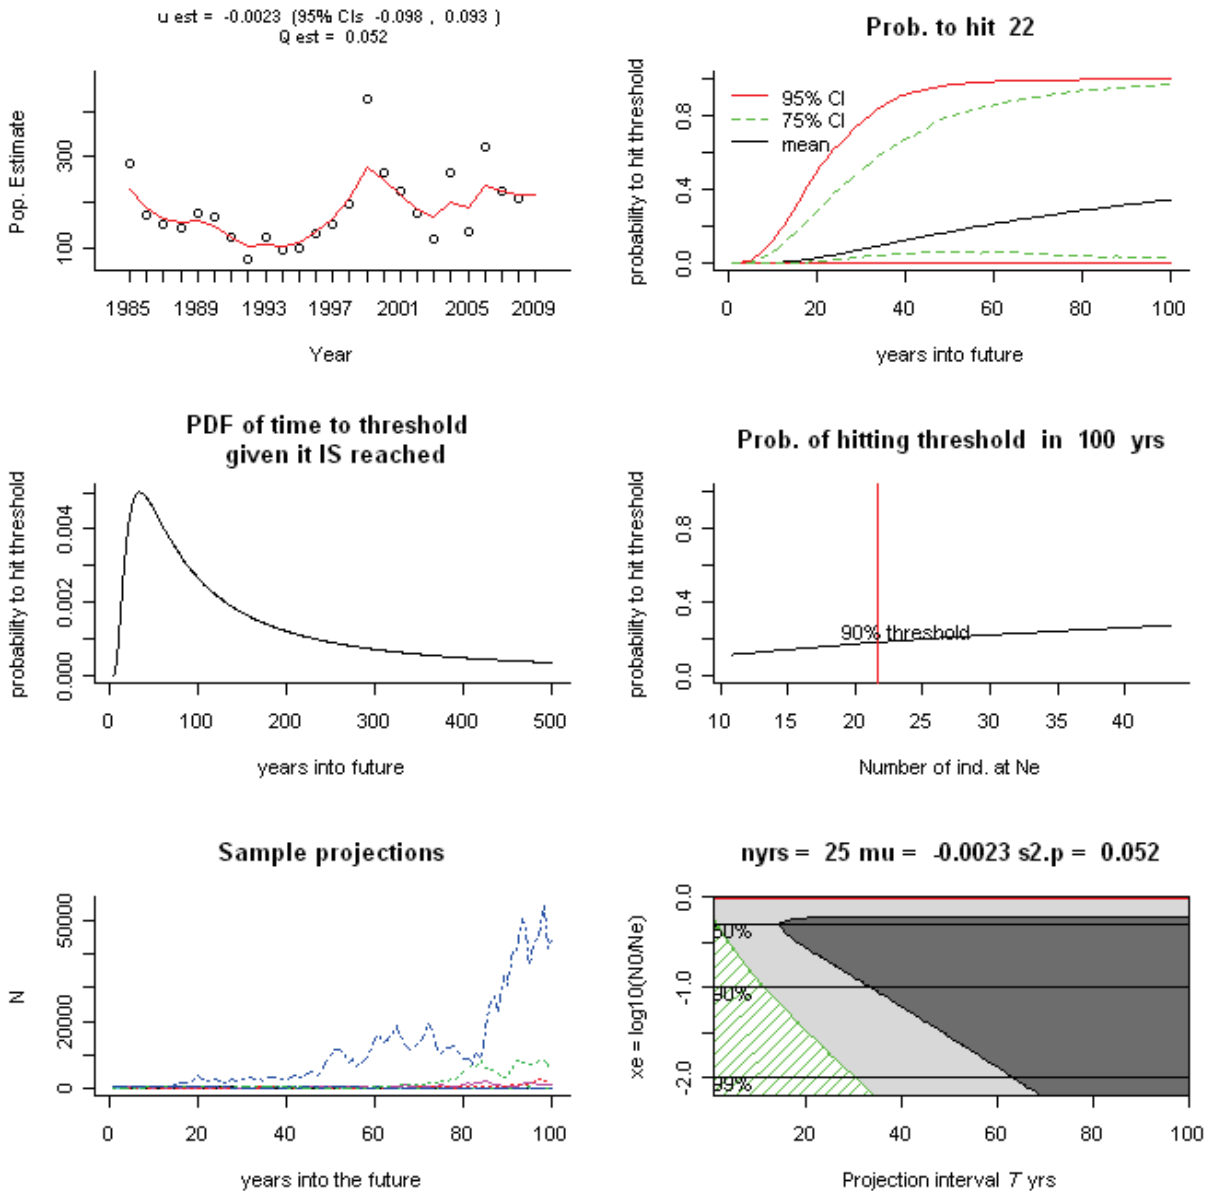 u est = -0.0023 (95% CIs -0.098 , 0.093 )
Q est = 0.052
Pop. Estimate
300
100
1985 1989 1993 1997 2001 2005 2009
Year
Prob. to hit 22
probability to hit threshold
0.8
0.4
0.0
95% CI
75% CI
mean
0 20 40 60 80 100
years into future
PDF of time to threshold
given it IS reached
probability to hit threshold
0.004
0.002
0.000
0 100 200 300 400 500
years into future
Prob. of hitting threshold in 100 yrs
probability to hit threshold
0.8
0.4
0.0
90% threshold
10 15 20 25 30 35 40
Number of ind. at Ne
Sample projections
N
50000
20000
0
0 20 40 60 80 100
years into the future
nyrs = 25 mu = -0.0023 s2.p = 0.052
xe = log10(N0/Ne)
0.0
-1.0
-2.0
50%
90%
99%
20 40 60 80 100
Projection interval T yrs